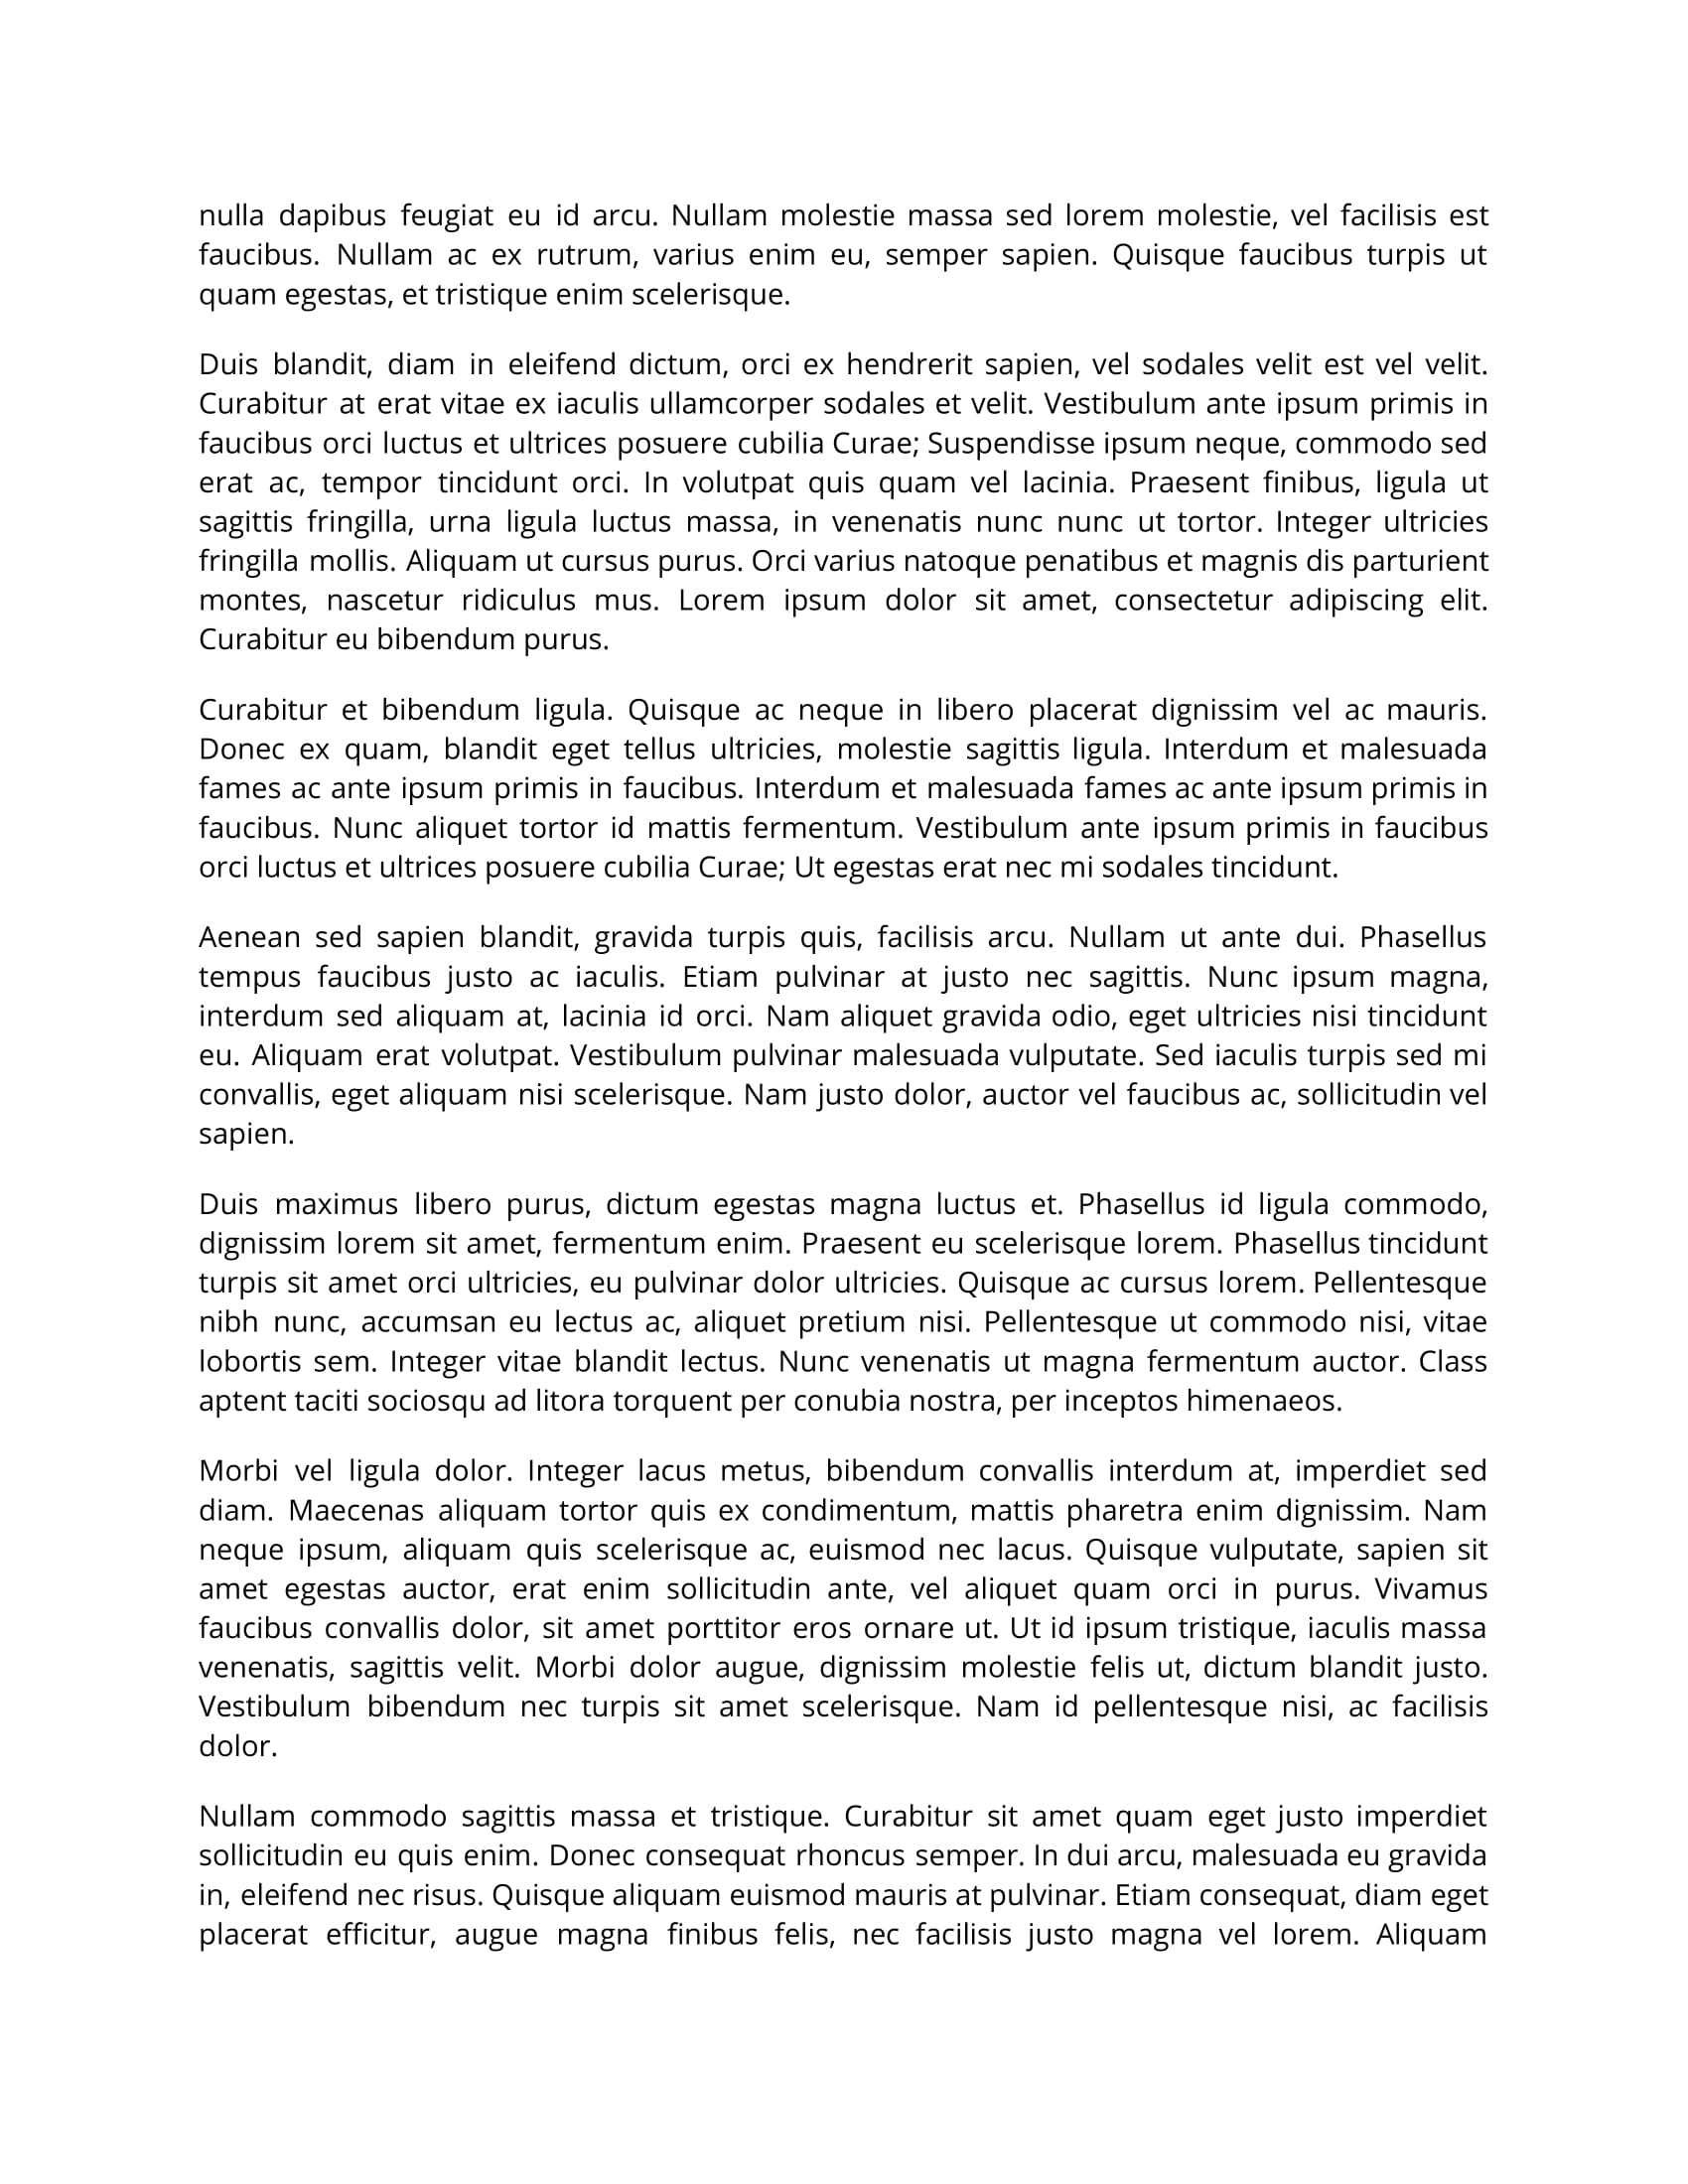 nulla dapibus feugiat eu id arcu. Nullam molestie massa sed lorem molestie, vel facilisis est
faucibus. Nullam ac ex rutrum, varius enim eu, semper sapien. Quisque faucibus turpis ut
quam egestas, et tristique enim scelerisque.
Duis blandit, diam in eleifend dictum, orci ex hendrerit sapien, vel sodales velit est vel velit.
Curabitur at erat vitae ex iaculis ullamcorper sodales et velit. Vestibulum ante ipsum primis in
faucibus orci luctus et ultrices posuere cubilia Curae; Suspendisse ipsum neque, commodo sed
erat ac, tempor tincidunt orci. In volutpat quis quam vel lacinia. Praesent finibus, ligula ut
sagittis fringilla, urna ligula luctus massa, in venenatis nunc nunc ut tortor. Integer ultricies
fringilla mollis. Aliquam ut cursus purus. Orci varius natoque penatibus et magnis dis parturient
montes, nascetur ridiculus mus. Lorem ipsum dolor sit amet, consectetur adipiscing elit.
Curabitur eu bibendum purus.
Curabitur et bibendum ligula. Quisque ac neque in libero placerat dignissim vel ac mauris.
Donec ex quam, blandit eget tellus ultricies, molestie sagittis ligula. Interdum et malesuada
fames ac ante ipsum primis in faucibus. Interdum et malesuada fames ac ante ipsum primis in
faucibus. Nunc aliquet tortor id mattis fermentum. Vestibulum ante ipsum primis in faucibus
orci luctus et ultrices posuere cubilia Curae; Ut egestas erat nec mi sodales tincidunt.
Aenean sed sapien blandit, gravida turpis quis, facilisis arcu. Nullam ut ante dui. Phasellus
tempus faucibus justo ac iaculis. Etiam pulvinar at justo nec sagittis. Nunc ipsum magna,
interdum sed aliquam at, lacinia id orci. Nam aliquet gravida odio, eget ultricies nisi tincidunt
eu. Aliquam erat volutpat. Vestibulum pulvinar malesuada vulputate. Sed iaculis turpis sed mi
convallis, eget aliquam nisi scelerisque. Nam justo dolor, auctor vel faucibus ac, sollicitudin vel
sapien.
Duis maximus libero purus, dictum egestas magna luctus et. Phasellus id ligula commodo,
dignissim lorem sit amet, fermentum enim. Praesent eu scelerisque lorem. Phasellus tincidunt
turpis sit amet orci ultricies, eu pulvinar dolor ultricies. Quisque ac cursus lorem. Pellentesque
nibh nunc, accumsan eu lectus ac, aliquet pretium nisi. Pellentesque ut commodo nisi, vitae
lobortis sem. Integer vitae blandit lectus. Nunc venenatis ut magna fermentum auctor. Class
aptent taciti sociosqu ad litora torquent per conubia nostra, per inceptos himenaeos.
Morbi vel ligula dolor. Integer lacus metus, bibendum convallis interdum at, imperdiet sed
diam. Maecenas aliquam tortor quis ex condimentum, mattis pharetra enim dignissim. Nam
neque ipsum, aliquam quis scelerisque ac, euismod nec lacus. Quisque vulputate, sapien sit
amet egestas auctor, erat enim sollicitudin ante, vel aliquet quam orci in purus. Vivamus
faucibus convallis dolor, sit amet porttitor eros ornare ut. Ut id ipsum tristique, iaculis massa
venenatis, sagittis velit. Morbi dolor augue, dignissim molestie felis ut, dictum blandit justo.
Vestibulum bibendum nec turpis sit amet scelerisque. Nam id pellentesque nisi, ac facilisis
dolor.
Nullam commodo sagittis massa et tristique. Curabitur sit amet quam eget justo imperdiet
sollicitudin eu quis enim. Donec consequat rhoncus semper. In dui arcu, malesuada eu gravida
in, eleifend nec risus. Quisque aliquam euismod mauris at pulvinar. Etiam consequat, diam eget
placerat efficitur, augue magna finibus felis, nec facilisis justo magna vel lorem. Aliquam